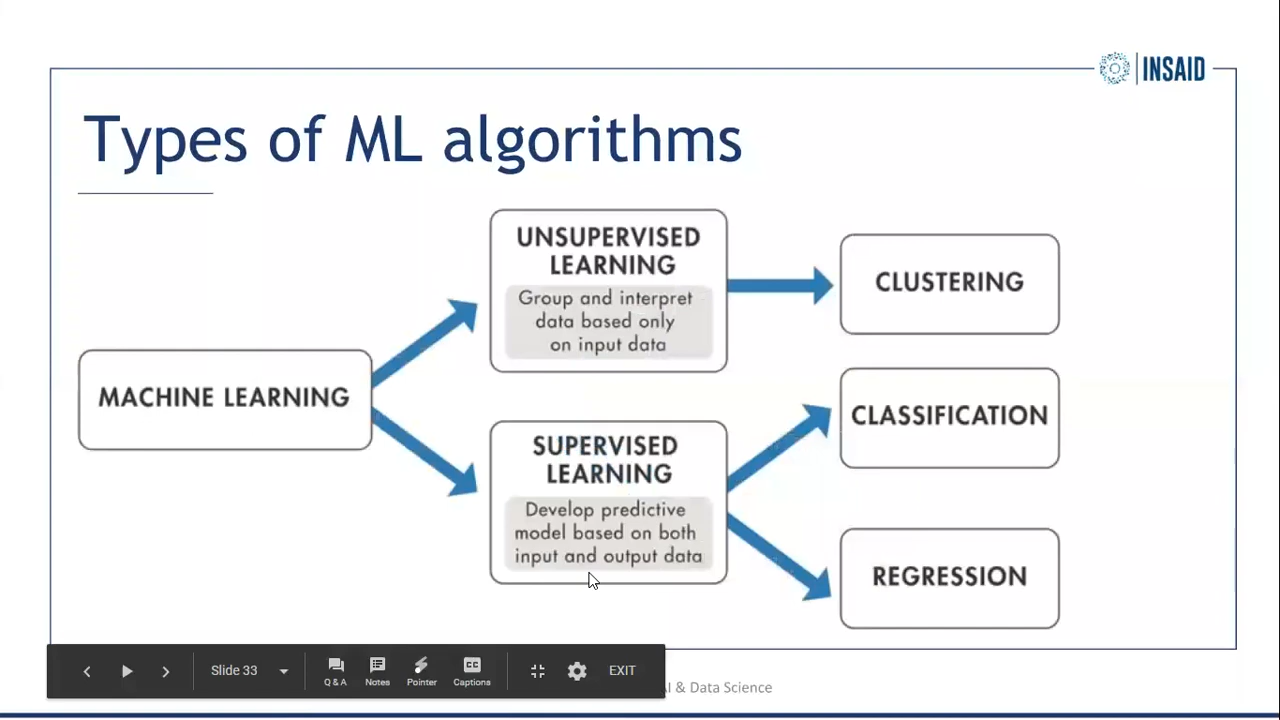 INSAID
Types of ML algorithms
UNSUPERVISED
LEARNING
Group and interpret
data based only
on input data
CLUSTERING
MACHINE LEARNING
CLASSIFICATION
SUPERVISED
LEARNING
Develop predictive
model based on both
input and output data
REGRESSION
Slide 33
Q & A
Notes
Pointer
CC
Captions
EXIT
AI & Data Science